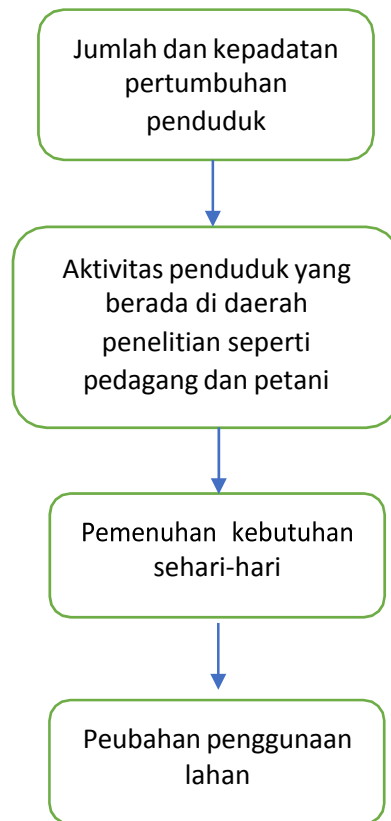 Jumlah dan kepadatan
pertumbuhan
penduduk
Aktivitas penduduk yang
berada di daerah
penelitian seperti
pedagang dan petani
Pemenuhan kebutuhan
sehari-hari
Peubahan penggunaan
lahan